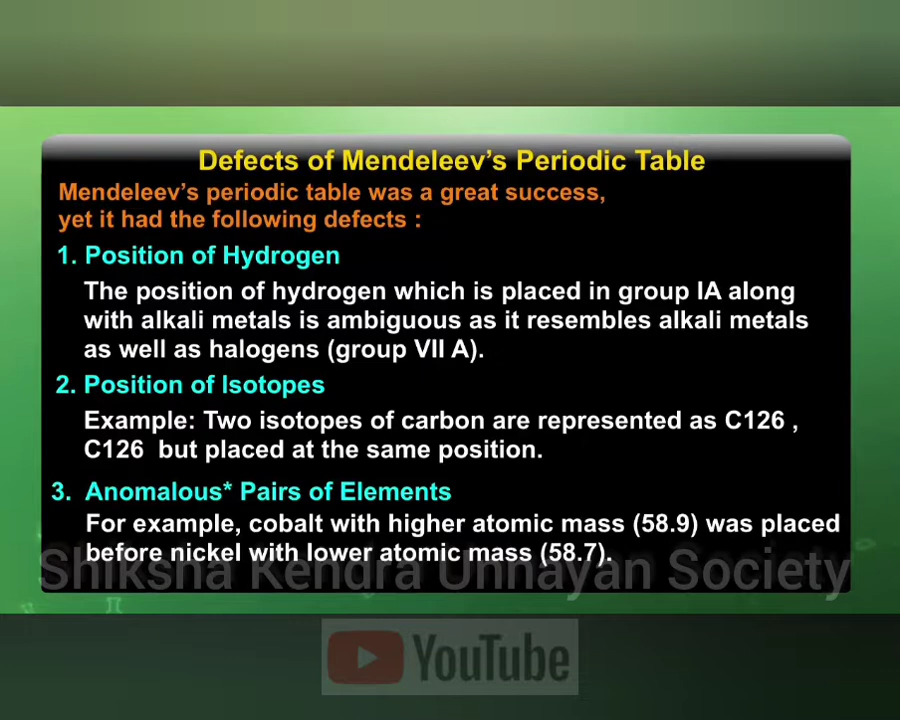 Defects of Mendeleev's Periodic Table
Mendeleev's periodic table was a great success,
yet it had the following defects :
1. Position of Hydrogen
The position of hydrogen which is placed in group IA along
with alkali metals is ambiguous as it resembles alkali metals
as well as halogens (group VII A).
2. Position of Isotopes
Example: Two isotopes of carbon are represented as C126 ,
C126 but placed at the same position.
3. Anomalous* Pairs of Elements
For example, cobalt with higher atomic mass (58.9) was placed
before nickel with lower atomic mass (58.7).
Shiksha Kendra Unnayan Society
YouTube